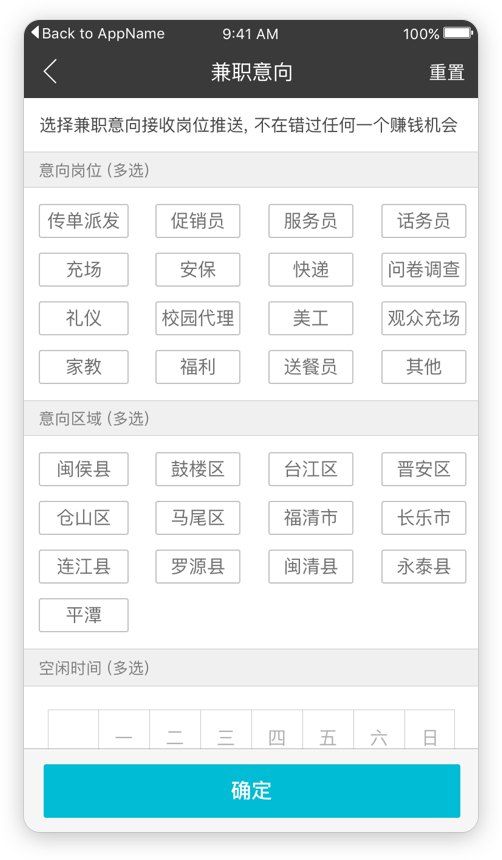 Back to AppName 9:41 AM 100%
兼职意向 重置
选择兼职意向接收岗位推送, 不在错过任何一个赚钱机会
意向岗位 (多选)
传单派发 促销员 服务员 话务员
充场 安保 快递 问卷调查
礼仪 校园代理 美工 观众充场
家教 福利 送餐员 其他
意向区域 (多选)
闽侯县 鼓楼区 台江区 晋安区
仓山区 马尾区 福清市 长乐市
连江县 罗源县 闽清县 永泰县
平潭
空闲时间 (多选)
一 二 三 四 五 六 日
确定